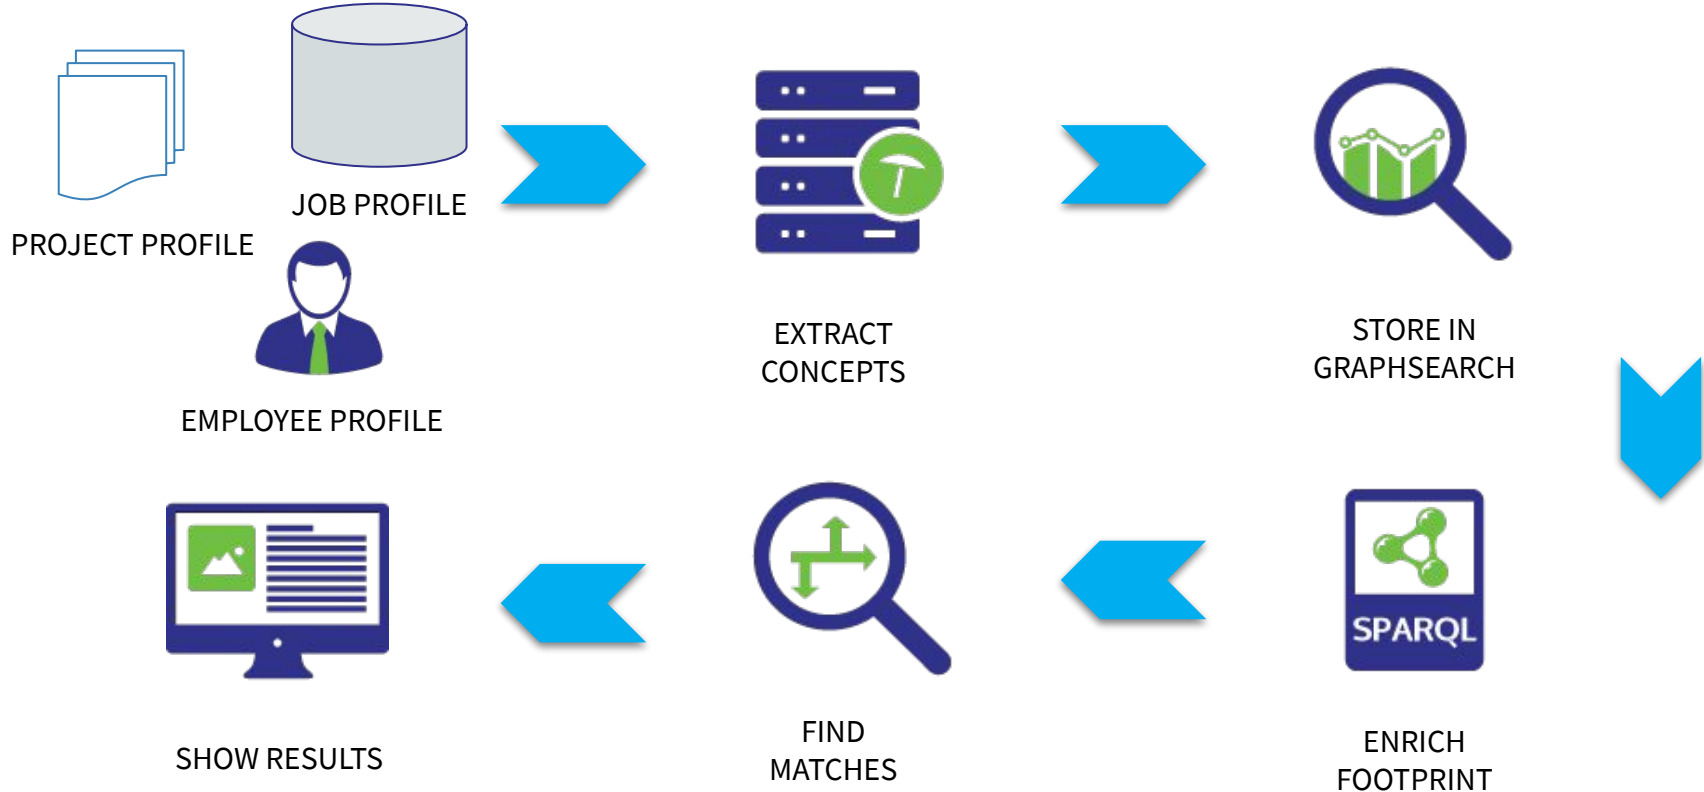 JOB PROFILE
PROJECT PROFILE
EMPLOYEE PROFILE
EXTRACT
CONCEPTS
STORE IN
GRAPHSEARCH
SPARQL
ENRICH
FOOTPRINT
FIND
MATCHES
SHOW RESULTS